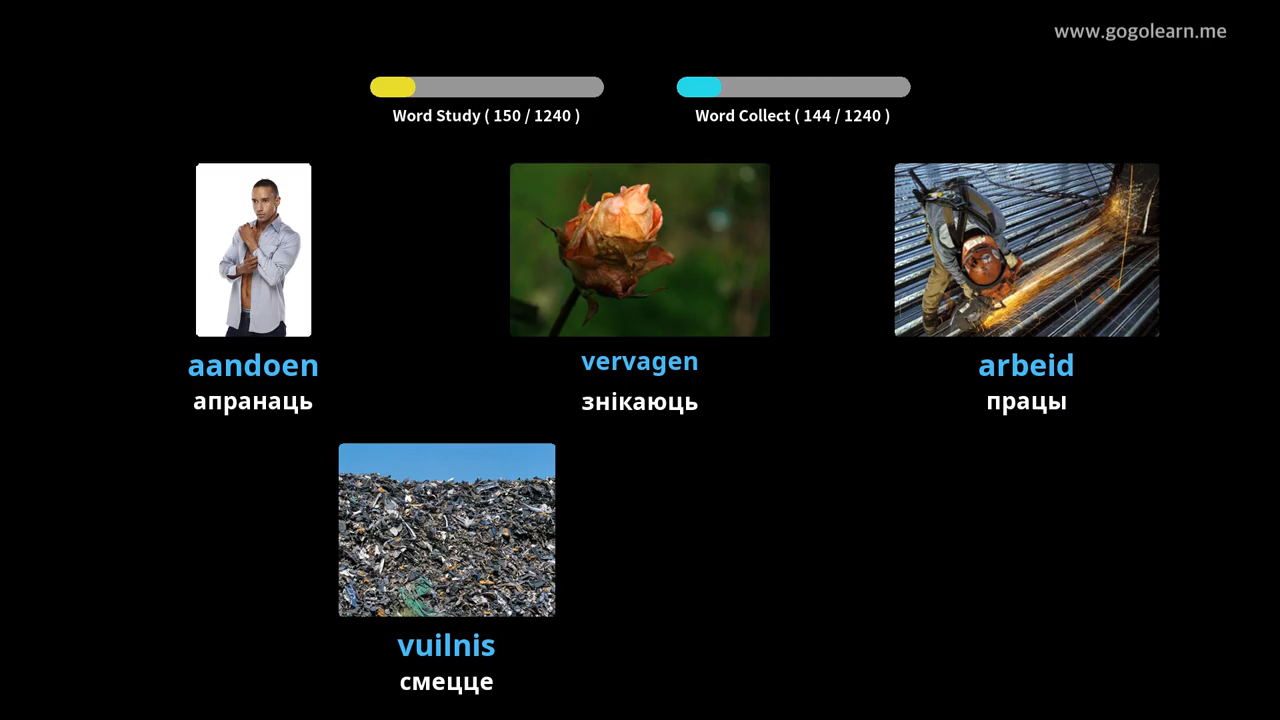 www.gogolearn.me
Word Study ( 150 / 1240 )
Word Collect ( 144 / 1240 )
aandoen
апранаць
vervagen
знікаюць
arbeid
працы
vuilnis
смецце